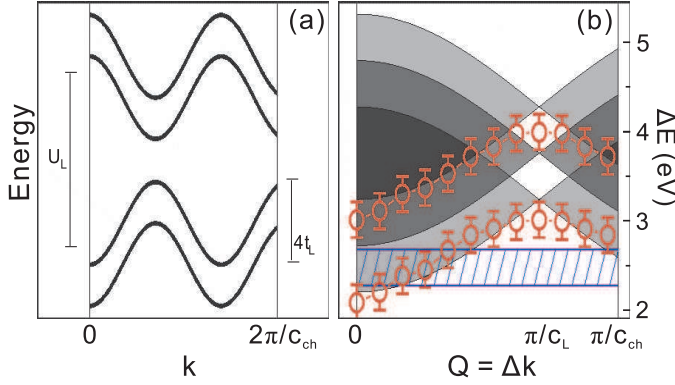 (a)
Energy
U_L
4t_L
0
2π/c_ch
k
(b)
5
4
3
2
ΔE (eV)
0
π/c_L
π/c_ch
Q = Δk